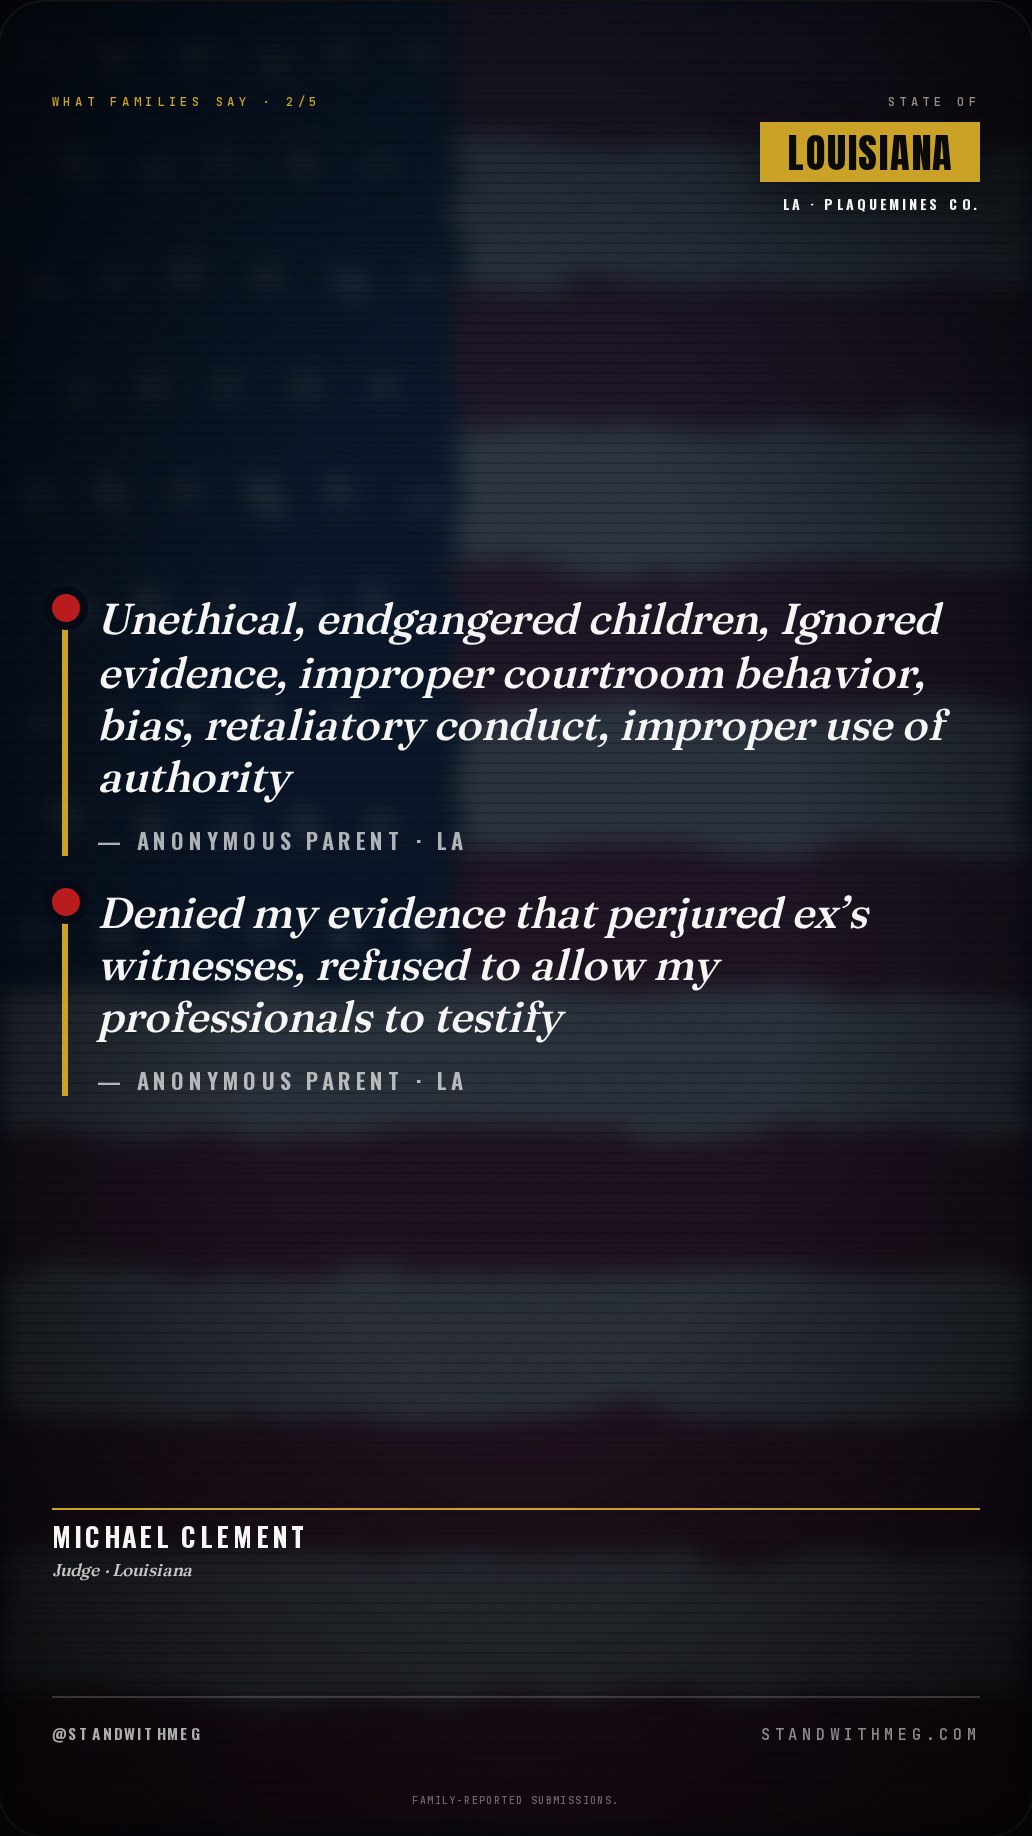 WHAT FAMILIES SAY · 2/5
STATE OF
LOUISIANA
LA · PLAQUEMINES CO.
Unethical, endgangered children, Ignored
evidence, improper courtroom behavior,
bias, retaliatory conduct, improper use of
authority
— ANONYMOUS PARENT · LA
Denied my evidence that perjured ex’s
witnesses, refused to allow my
professionals to testify
— ANONYMOUS PARENT · LA
MICHAEL CLEMENT
Judge · Louisiana
@STANDWITHMEG
STANDWITHMEG.COM
FAMILY-REPORTED SUBMISSIONS.